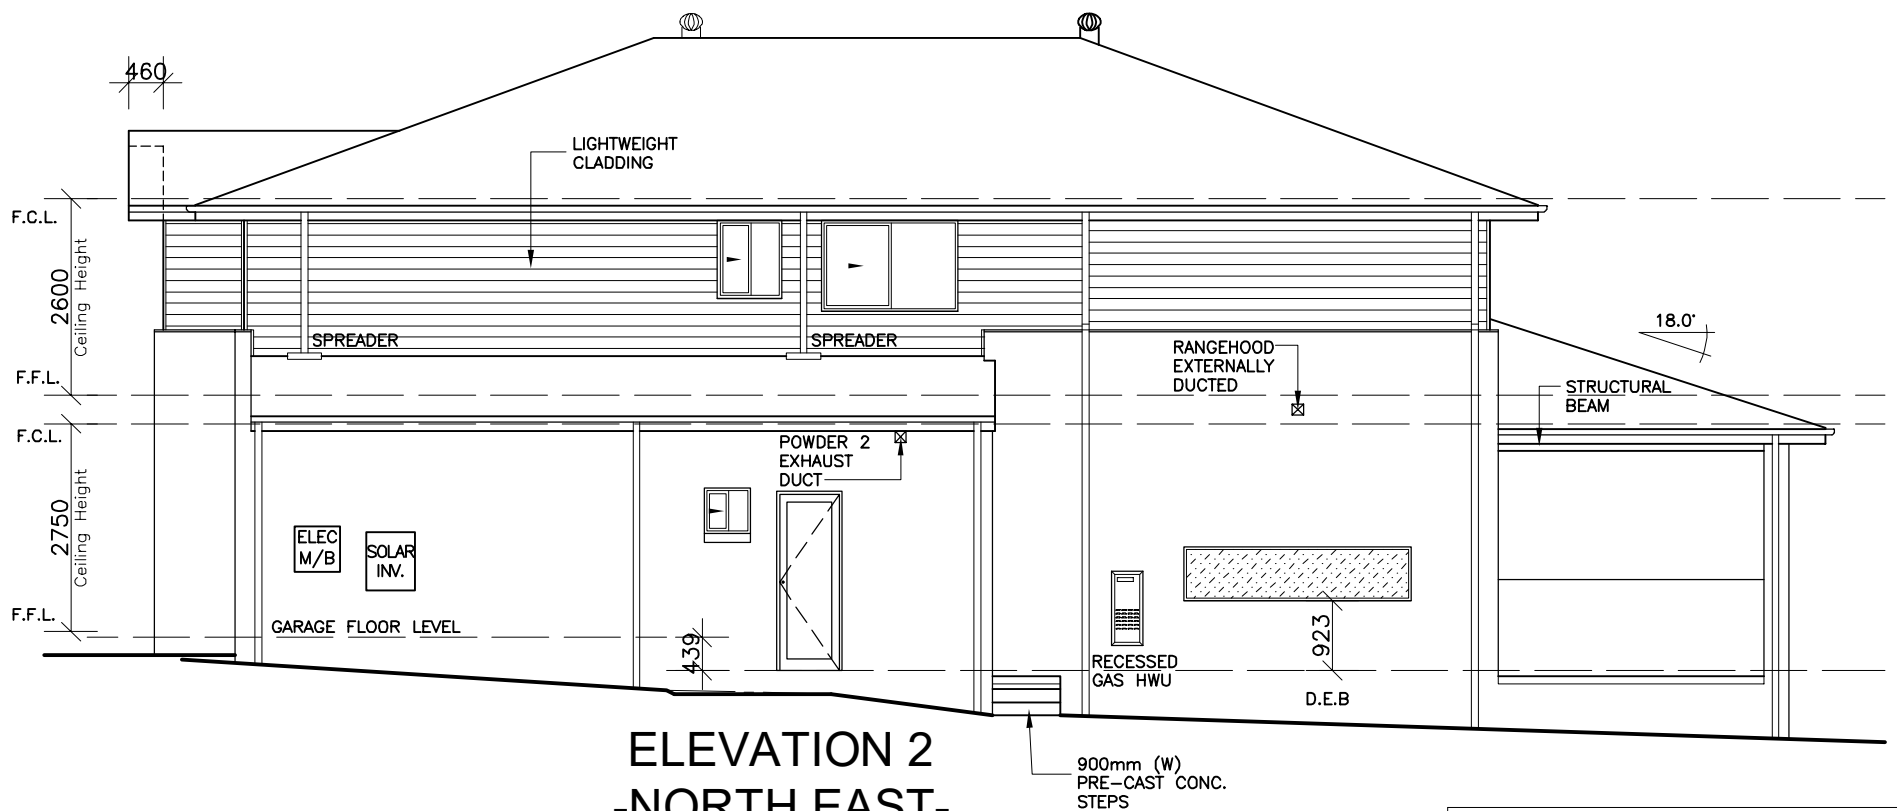 460
LIGHTWEIGHT
CLADDING
F.C.L.
2600
Ceiling Height
SPREADER
SPREADER
18.0°
RANGEHOOD
EXTERNALLY
DUCTED
F.F.L.
STRUCTURAL
BEAM
F.C.L.
POWDER 2
EXHAUST
DUCT
2750
Ceiling Height
ELEC
M/B
SOLAR
INV.
F.F.L.
GARAGE FLOOR LEVEL
439
923
RECESSED
GAS HWU
D.E.B
ELEVATION 2
-NORTH EAST-
900mm (W)
PRE-CAST CONC.
STEPS